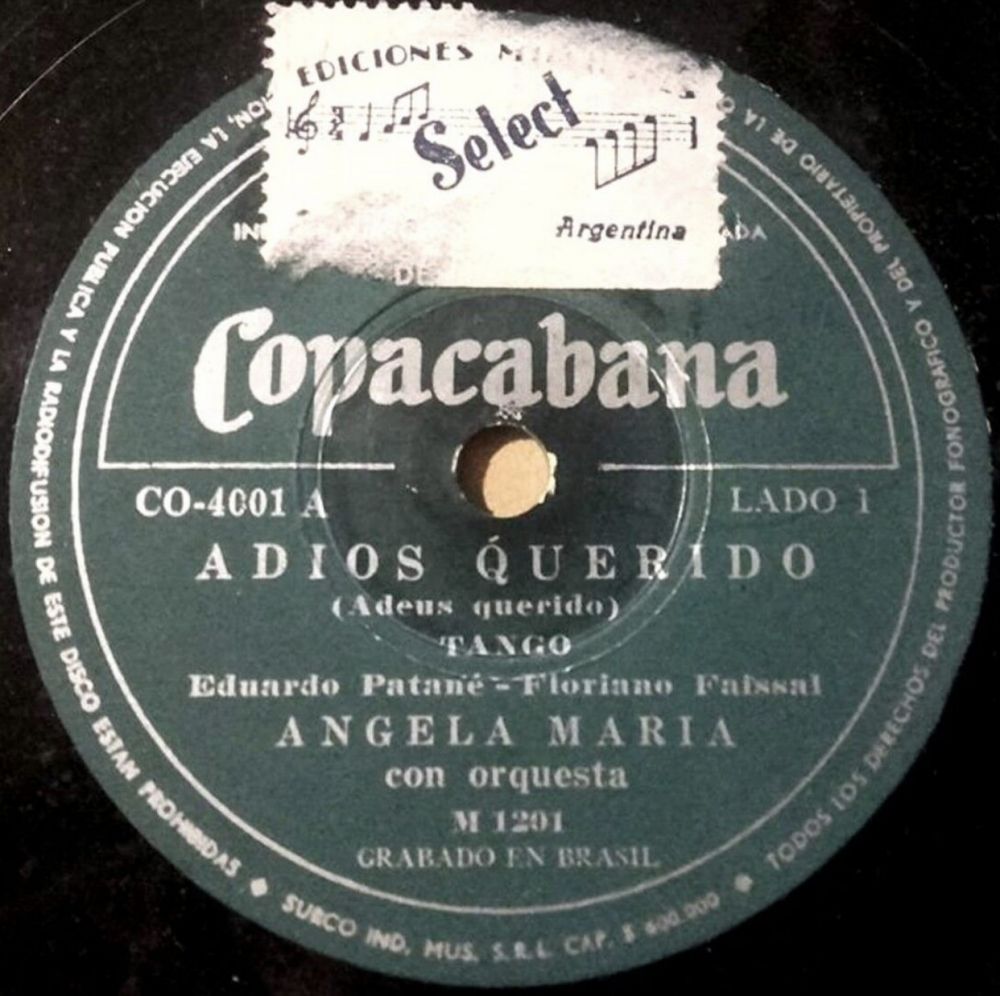 EDICIONES
Select
Argentina
DE
Copacabana
CO-4001 A
LADO 1
ADIOS QUERIDO
(Adeus querido)
TANGO
Eduardo Patané - Floriano Faissal
ANGELA MARIA
con orquesta
M 1201
GRABADO EN BRASIL
TODOS LOS DERECHOS DEL PRODUCTOR FONOGRAFICO Y DEL PROPIETARIO DE LA
LA EJECUCION PUBLICA Y LA RADIODIFUSION DE ESTE DISCO ESTAN PROHIBIDAS
SURCO IND. MUS. S.R.L. CAP. $ 600.000